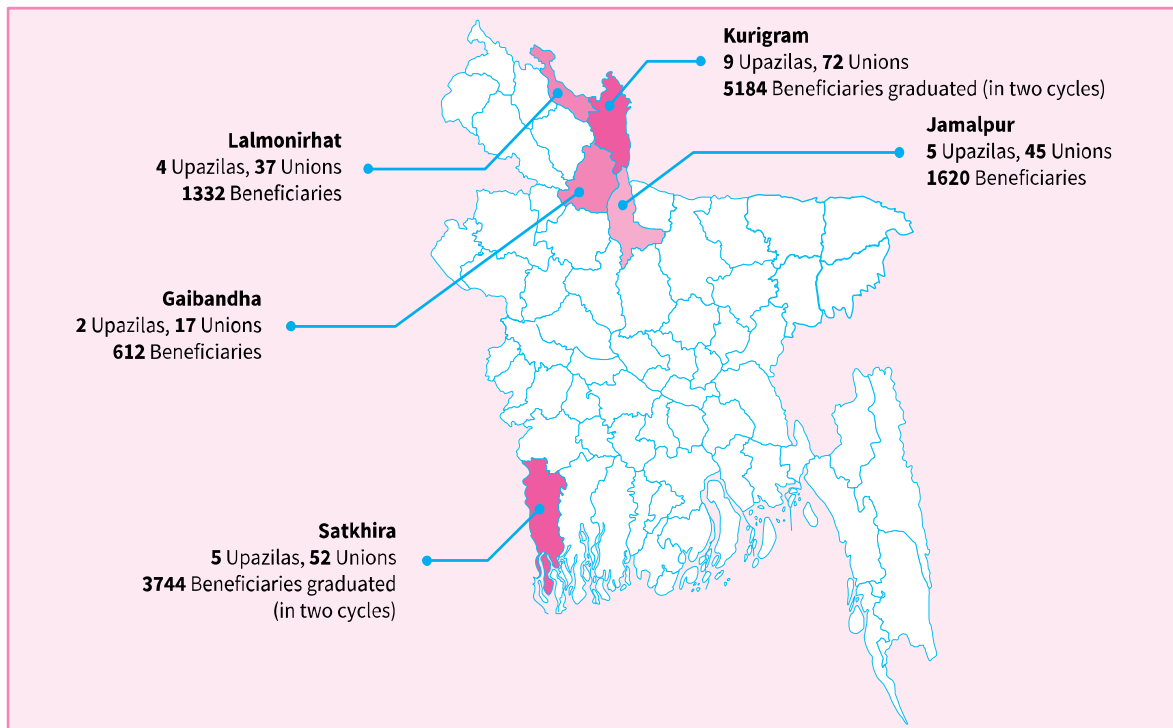 Kurigram
9 Upazilas, 72 Unions
5184 Beneficiaries graduated (in two cycles)
Jamalpur
5 Upazilas, 45 Unions
1620 Beneficiaries
Lalmonirhat
4 Upazilas, 37 Unions
1332 Beneficiaries
Gaibandha
2 Upazilas, 17 Unions
612 Beneficiaries
Satkhira
5 Upazilas, 52 Unions
3744 Beneficiaries graduated
(in two cycles)